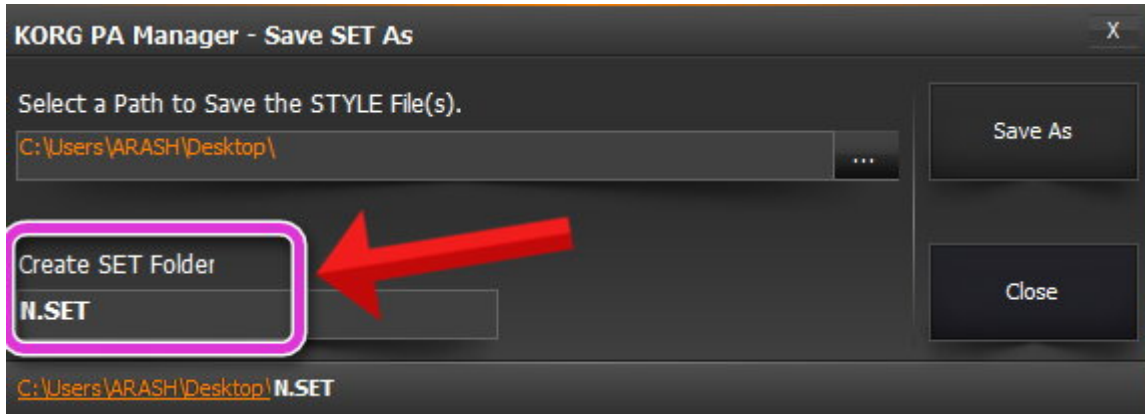 KORG PA Manager - Save SET As
X
Select a Path to Save the STYLE File(s).
C:\Users\ARASH\Desktop\
...
Save As
Create SET Folder
N.SET
Close
C:\Users\ARASH\Desktop\N.SET